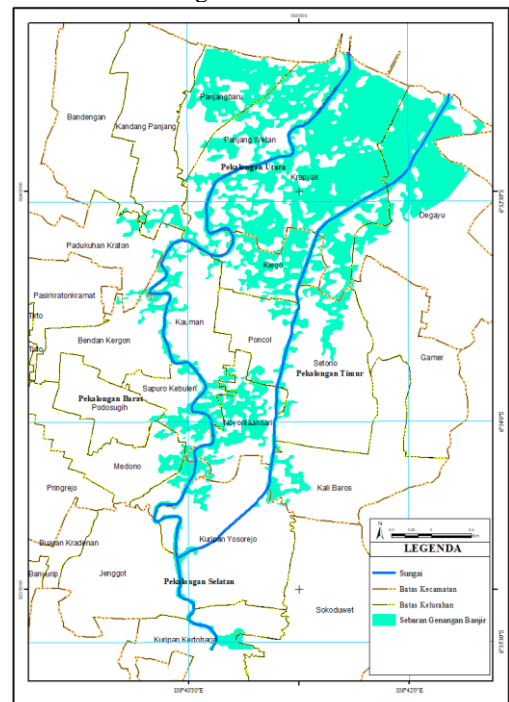 Bandengan
Kandang Panjang
Panjangbaru
Panjang Wetan
Pekalongan Utara
Krapyak
Degayu
Padukuhan Kraton
Klego
Pasirkratonkramat
Tirto
Kauman
Bendan Kergon
Tirto
Poncol
Setono
Gamer
Pekalongan Timur
Sapuro Kebulen
Pekalongan Barat
Podosugih
Noyontaansari
Medono
Pringrejo
Kali Baros
Buaran Kradenan
Kuripan Yosorejo
Banyurip
Jenggot
Pekalongan Selatan
Sokoduwet
Kuripan Kertoharjo
N
LEGENDA
Sungai
Batas Kecamatan
Batas Kelurahan
Sebaran Genangan Banjir